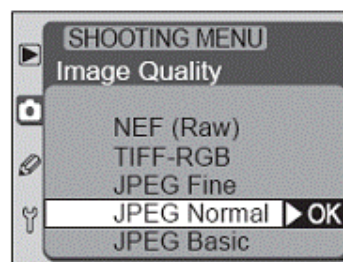 SHOOTING MENU
Image Quality
NEF (Raw)
TIFF-RGB
JPEG Fine
JPEG Normal OK
JPEG Basic